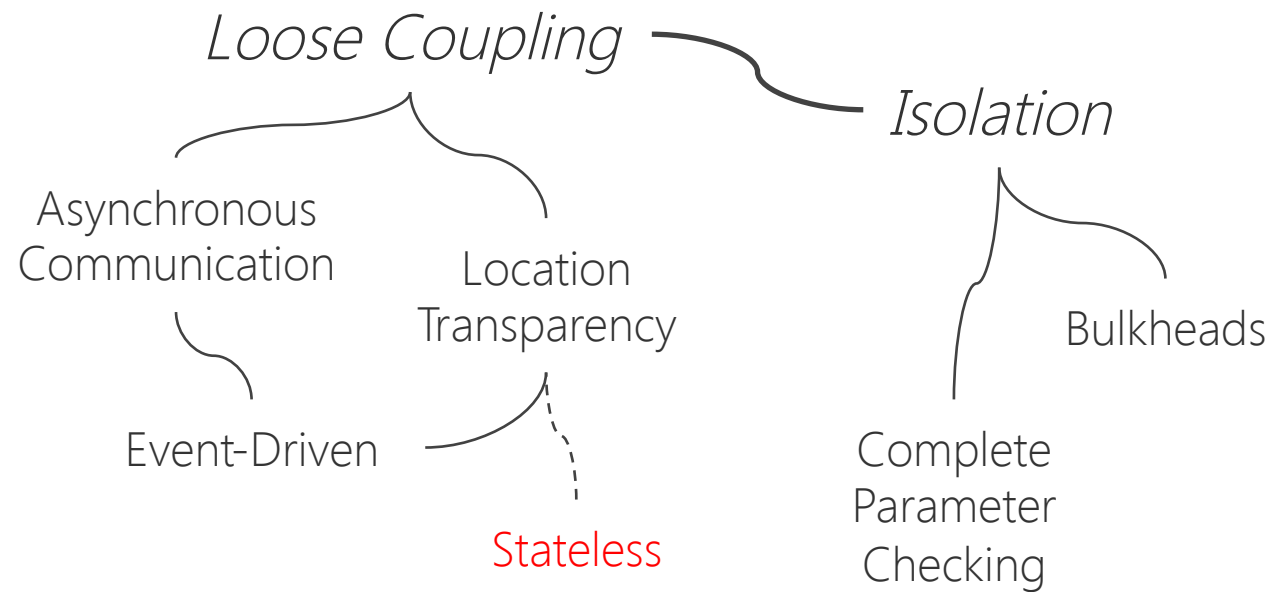 Loose Coupling
Isolation
Asynchronous
Communication
Location
Transparency
Bulkheads
Event-Driven
Complete
Parameter
Checking
Stateless